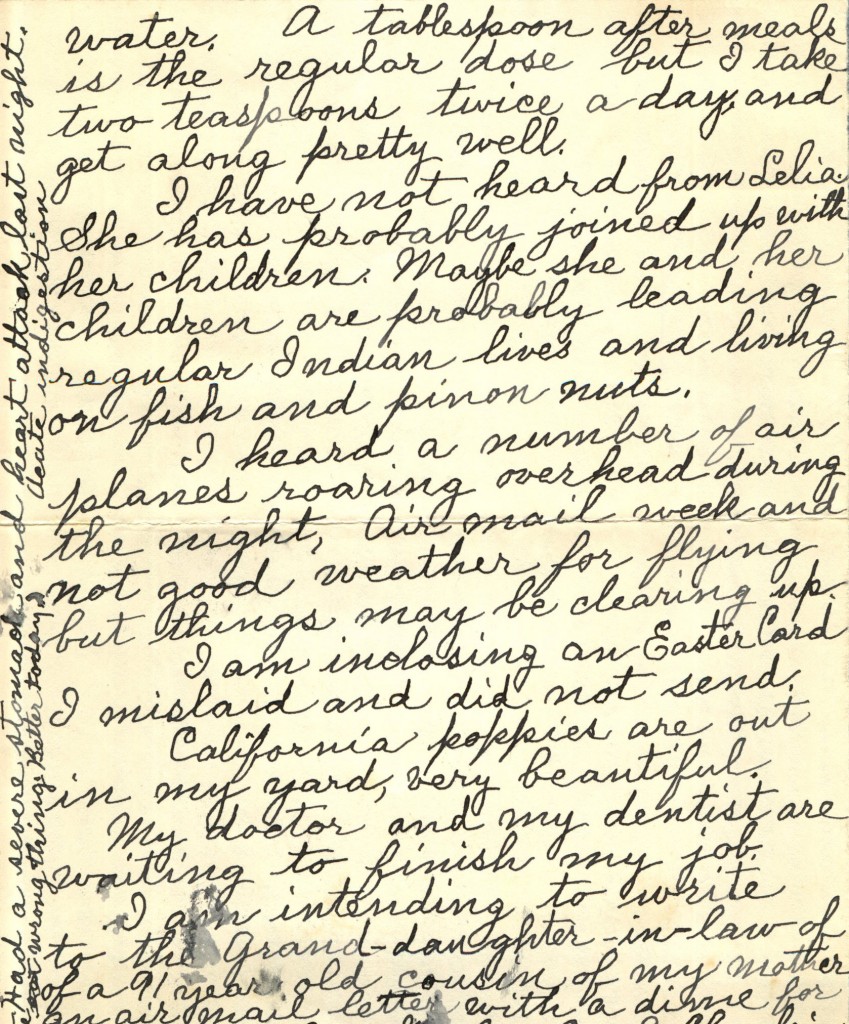 water. A tablespoon after meals
is the regular dose but I take
two teaspoons twice a day, and
get along pretty well.
I have not heard from Lelia.
She has probably joined up with
her children. Maybe she and her
children are probably leading
regular Indian lives and living
on fish and pinon nuts.
I heard a number of air
planes roaring overhead during
the night, Air mail week and
not good weather for flying
but things may be clearing up.
I am inclosing an Easter Card
I mislaid and did not send.
California poppies are out
in my yard, very beautiful.
My doctor and my dentist are
waiting to finish my job.
I am intending to write
to the Grand-daughter-in-law of
of a 91 year old cousin of my mother
an air mail letter with a dime for
Had a severe stomach and heart attack last night.
Acute indigestion
eat wrong things. Better today.